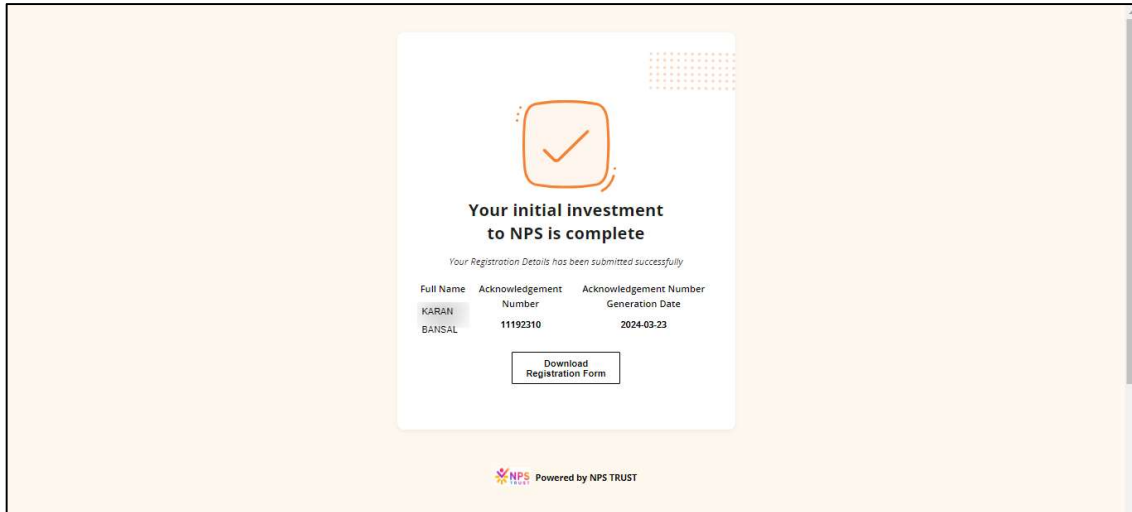 Your initial investment
to NPS is complete
Your Registration Details has been submitted successfully
Full Name Acknowledgement Number Acknowledgement Number Generation Date
KARAN BANSAL 11192310 2024-03-23
Download
Registration Form
NPS TRUST Powered by NPS TRUST